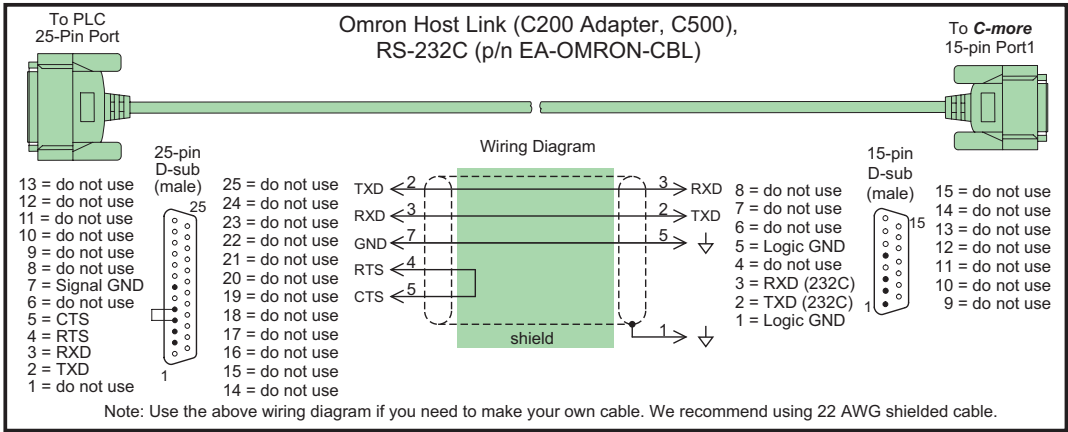 To PLC
25-Pin Port
Omron Host Link (C200 Adapter, C500),
RS-232C (p/n EA-OMRON-CBL)
To C-more
15-pin Port1
Wiring Diagram
25-pin
D-sub
(male)
15-pin
D-sub
(male)
13 = do not use
12 = do not use
11 = do not use
10 = do not use
9 = do not use
8 = do not use
7 = Signal GND
6 = do not use
5 = CTS
4 = RTS
3 = RXD
2 = TXD
1 = do not use
25
1
25 = do not use
24 = do not use
23 = do not use
22 = do not use
21 = do not use
20 = do not use
19 = do not use
18 = do not use
17 = do not use
16 = do not use
15 = do not use
14 = do not use
TXD 2 3 RXD
RXD 3 2 TXD
GND 7 5
RTS 4
CTS 5
1
shield
8 = do not use
7 = do not use
6 = do not use
5 = Logic GND
4 = do not use
3 = RXD (232C)
2 = TXD (232C)
1 = Logic GND
15
1
15 = do not use
14 = do not use
13 = do not use
12 = do not use
11 = do not use
10 = do not use
9 = do not use
Note: Use the above wiring diagram if you need to make your own cable. We recommend using 22 AWG shielded cable.